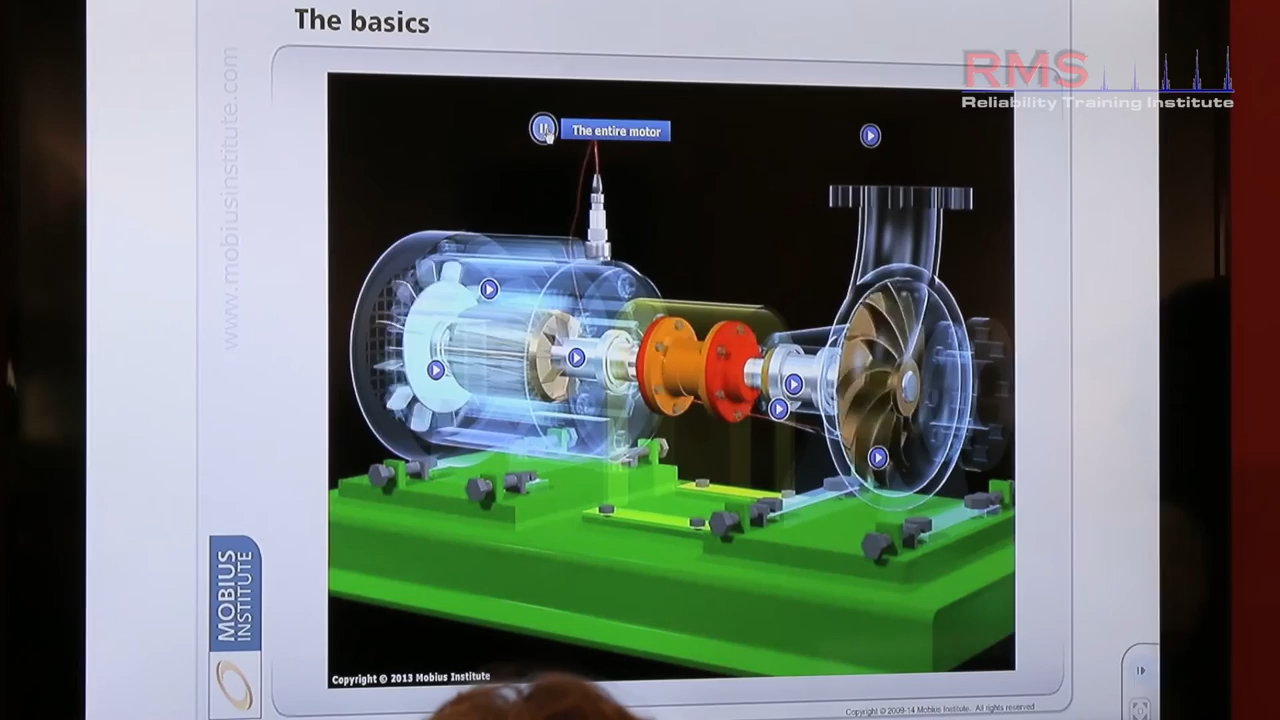 The basics
RMS
Reliability Training Institute
www.mobiusinstitute.com
The entire motor
MOBIUS
INSTITUTE
Copyright © 2013 Mobius Institute
Copyright © 2009-14 Mobius Institute. All rights reserved